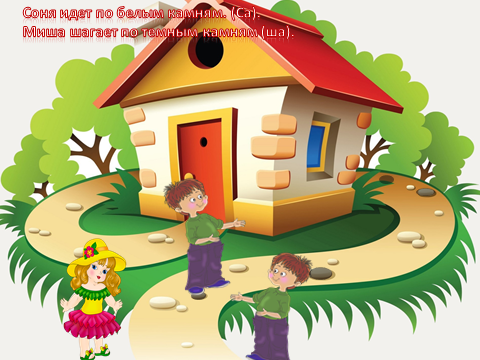 Соня идет по белым камням. (Са).
Миша шагает по темным камням.(ша).